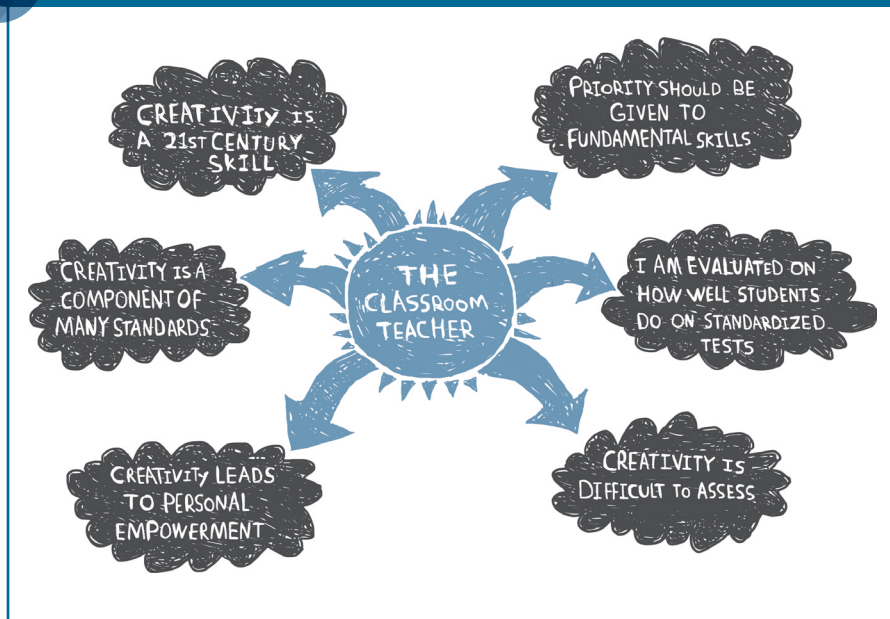 CREATIVITY IS
A 21ST CENTURY
SKILL
PRIORITY SHOULD BE
GIVEN TO
FUNDAMENTAL SKILLS
CREATIVITY IS A
COMPONENT OF
MANY STANDARDS
THE
CLASSROOM
TEACHER
I AM EVALUATED ON
HOW WELL STUDENTS
DO ON STANDARDIZED
TESTS
CREATIVITY LEADS
TO PERSONAL
EMPOWERMENT
CREATIVITY IS
DIFFICULT TO ASSESS